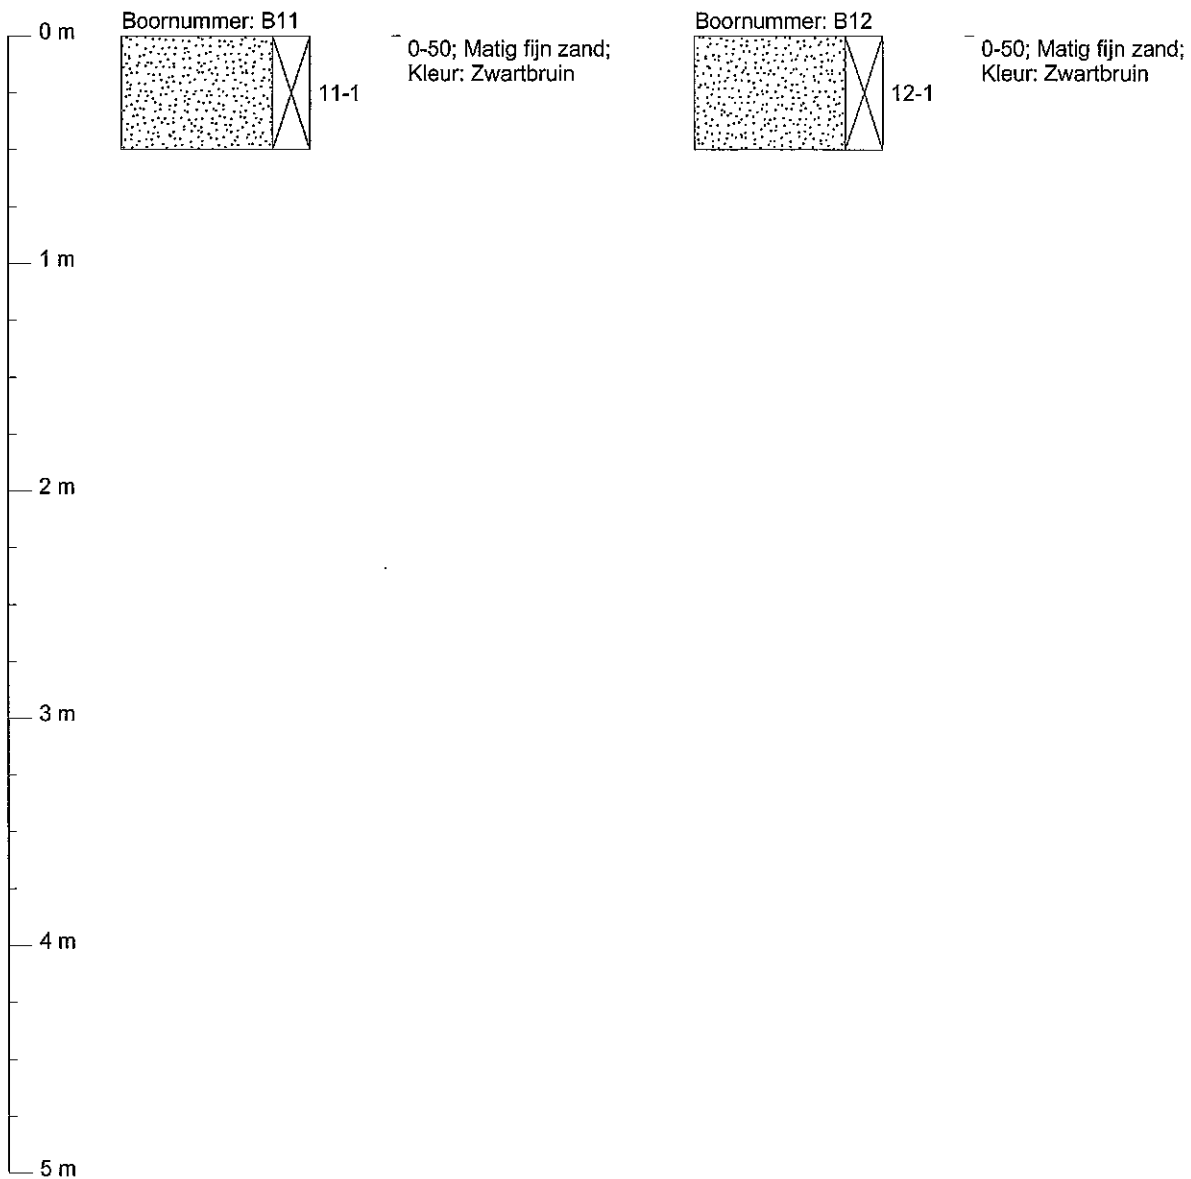 Boornummer: B11
0-50; Matig fijn zand;
Kleur: Zwartbruin
11-1
Boornummer: B12
0-50; Matig fijn zand;
Kleur: Zwartbruin
12-1
0 m
1 m
2 m
3 m
4 m
5 m